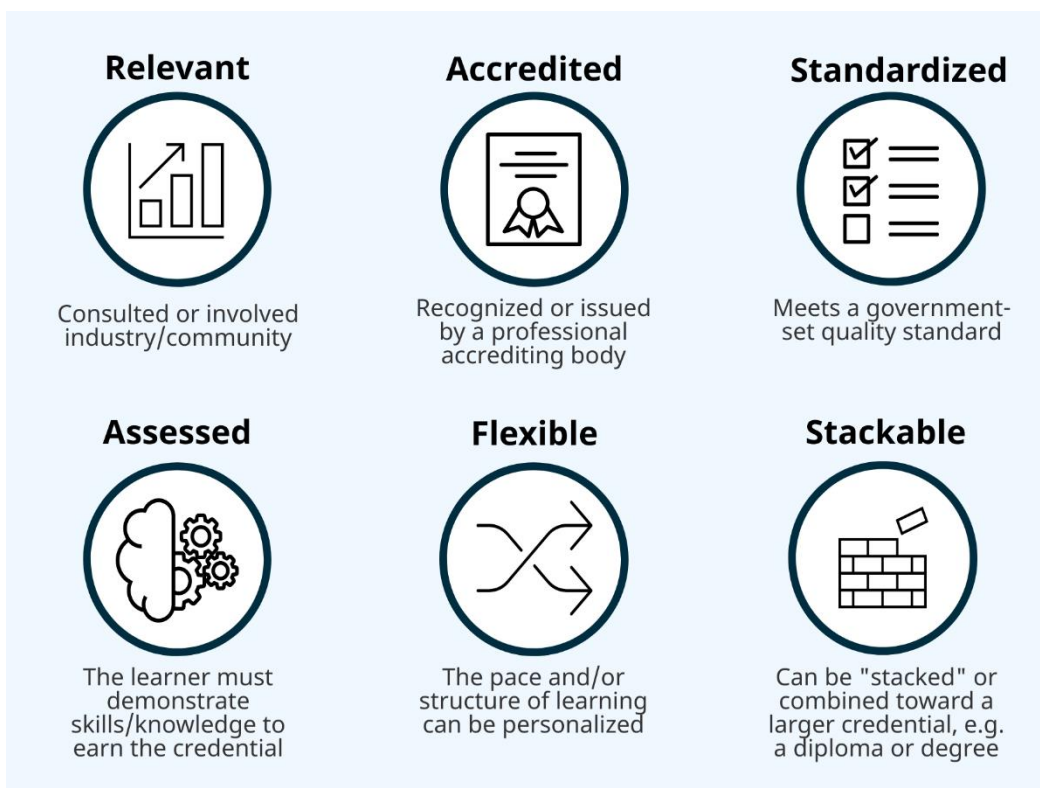 Relevant
Consulted or involved
industry/community
Accredited
Recognized or issued
by a professional
accrediting body
Standardized
Meets a government-
set quality standard
Assessed
The learner must
demonstrate
skills/knowledge to
earn the credential
Flexible
The pace and/or
structure of learning
can be personalized
Stackable
Can be "stacked" or
combined toward a
larger credential, e.g.
a diploma or degree